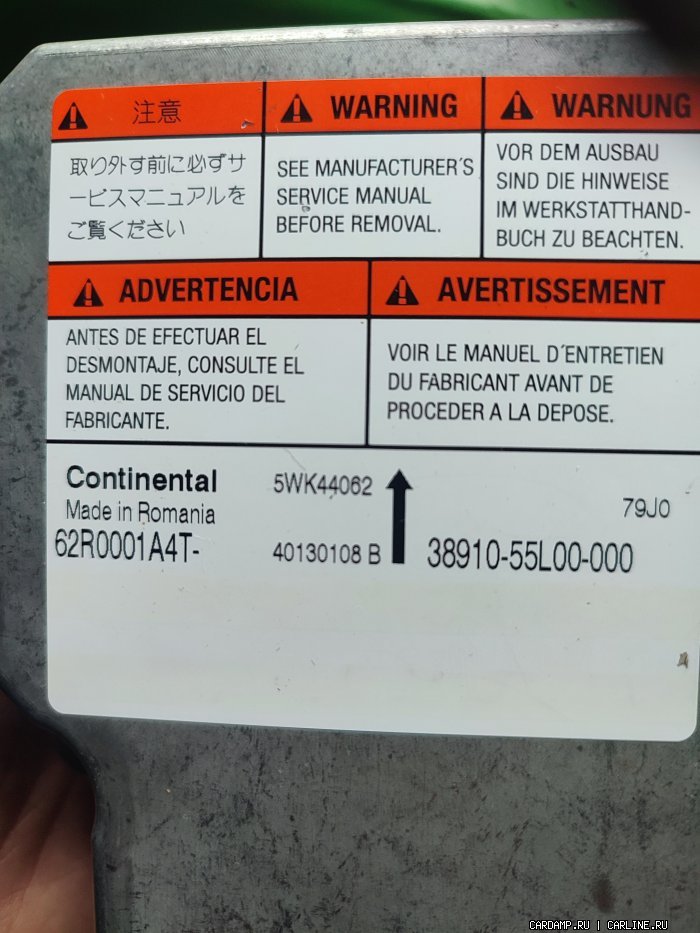 注意
取り外す前に必ずサ
ービスマニュアルを
ご覧ください
WARNING
SEE MANUFACTURER´S
SERVICE MANUAL
BEFORE REMOVAL.
WARNUNG
VOR DEM AUSBAU
SIND DIE HINWEISE
IM WERKSTATTHAND-
BUCH ZU BEACHTEN.
ADVERTENCIA
ANTES DE EFECTUAR EL
DESMONTAJE, CONSULTE EL
MANUAL DE SERVICIO DEL
FABRICANTE.
AVERTISSEMENT
VOIR LE MANUEL D´ENTRETIEN
DU FABRICANT AVANT DE
PROCEDER A LA DEPOSE.
Continental 5WK44062
Made in Romania 79J0
62R0001A4T- 40130108 B 38910-55L00-000
CARDAMP.RU | CARLINE.RU